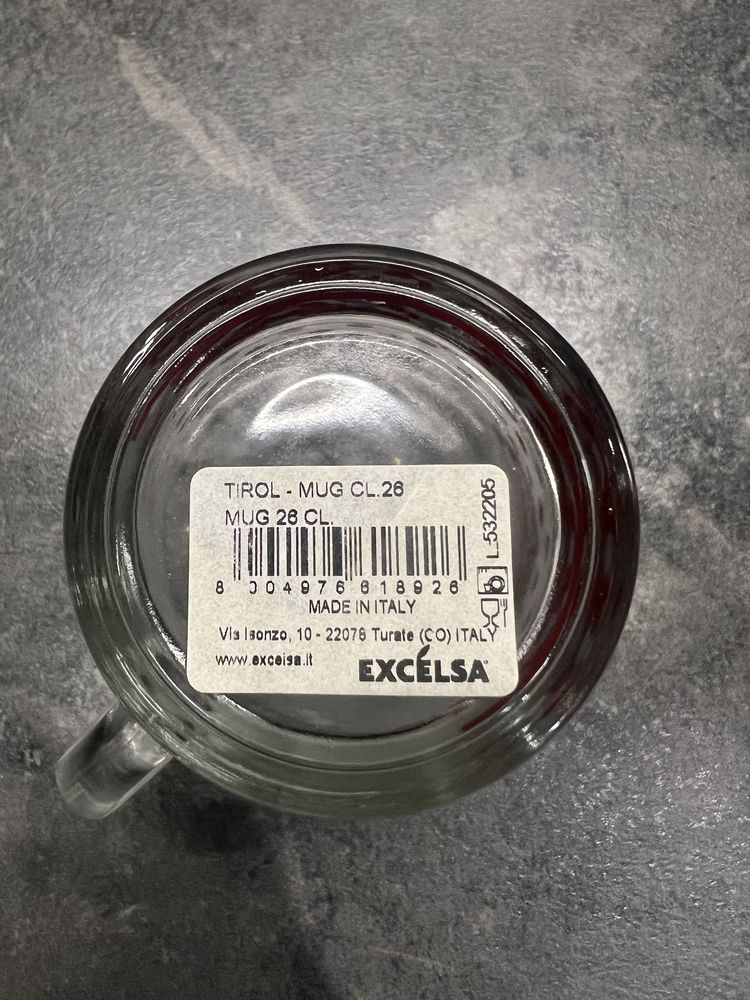 TIROL - MUG CL.26
MUG 26 CL.
8 004976 618926
MADE IN ITALY
Via Isonzo, 10 - 22078 Turate (CO) ITALY
www.excelsa.it
EXCÉLSA
L.532205